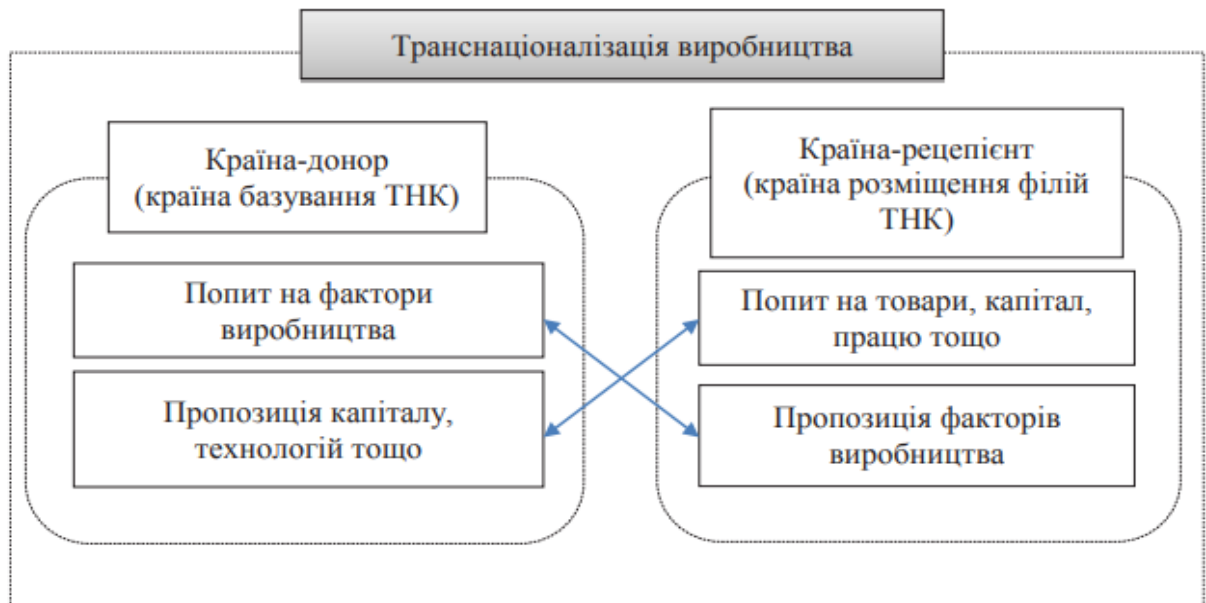 Транснаціоналізація виробництва
Країна-донор
(країна базування ТНК)
Попит на фактори
виробництва
Пропозиція капіталу,
технологій тощо
Країна-рецепієнт
(країна розміщення філій
ТНК)
Попит на товари, капітал,
працю тощо
Пропозиція факторів
виробництва